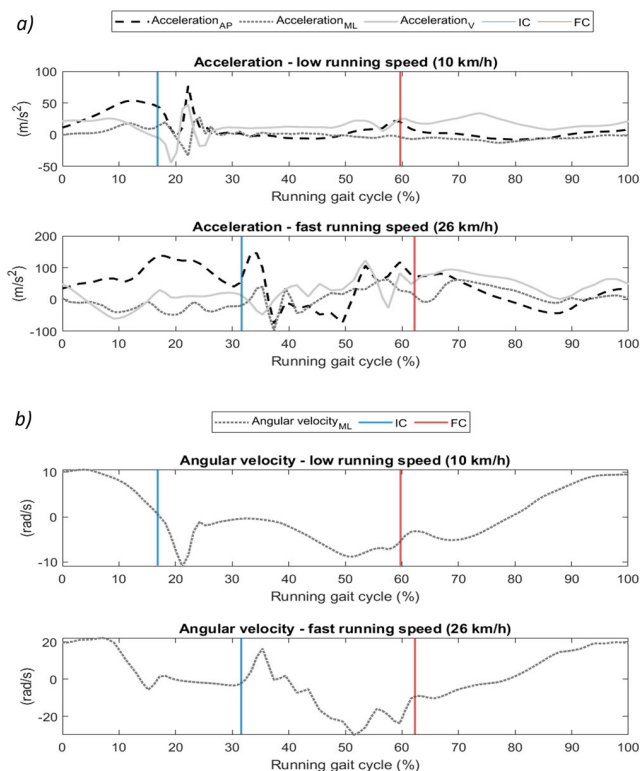 a)
Acceleration_AP Acceleration_ML Acceleration_V IC FC
Acceleration - low running speed (10 km/h)
100
50
0
-50
(m/s²)
0 10 20 30 40 50 60 70 80 90 100
Running gait cycle (%)
Acceleration - fast running speed (26 km/h)
200
100
0
-100
(m/s²)
0 10 20 30 40 50 60 70 80 90 100
Running gait cycle (%)
b)
Angular velocity_ML IC FC
Angular velocity - low running speed (10 km/h)
10
0
-10
(rad/s)
0 10 20 30 40 50 60 70 80 90 100
Running gait cycle (%)
Angular velocity - fast running speed (26 km/h)
20
0
-20
(rad/s)
0 10 20 30 40 50 60 70 80 90 100
Running gait cycle (%)